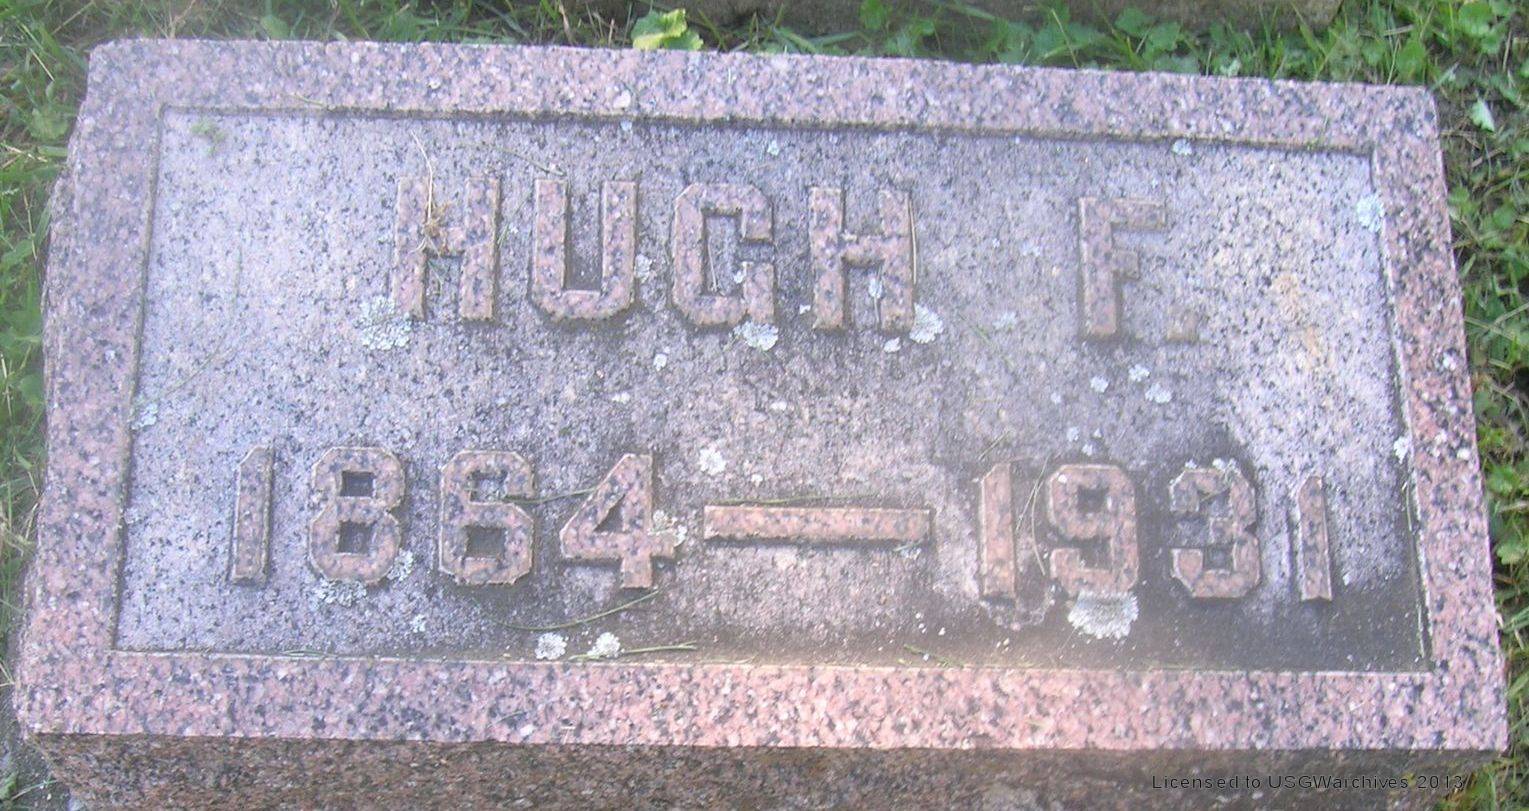 HUGH F.
1864—1931
Licensed to USGWarchives 2013